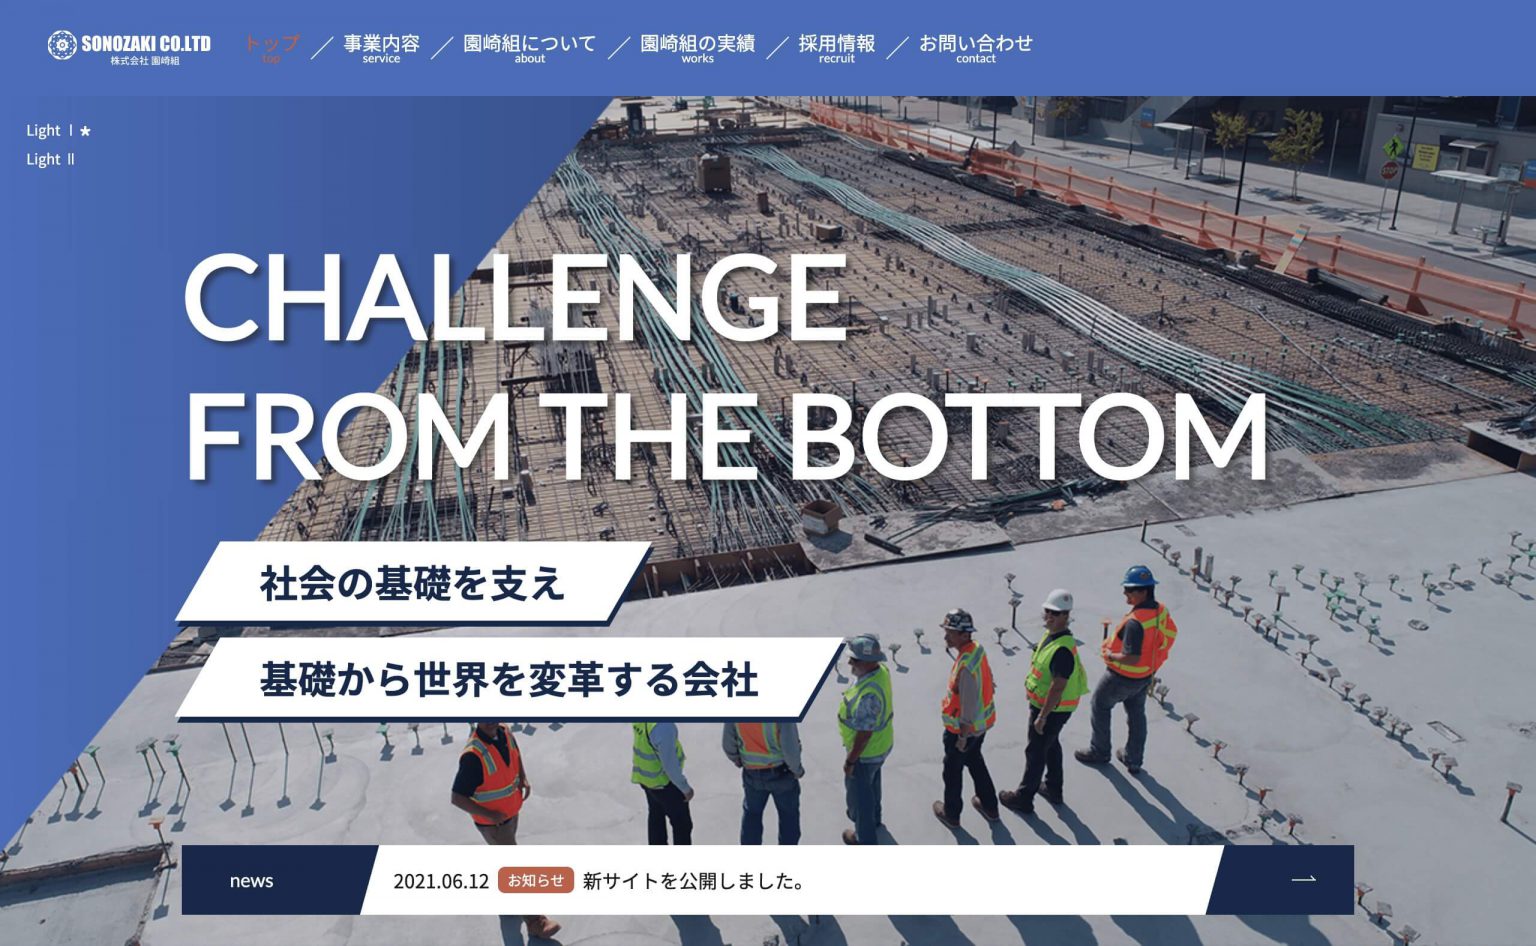 SONOZAKI CO.LTD
株式会社 園崎組
トップ
top
事業内容
service
園崎組について
about
園崎組の実績
works
採用情報
recruit
お問い合わせ
contact
Light Ⅰ *
Light Ⅱ
STOP
CHALLENGE
FROM THE BOTTOM
社会の基礎を支え
基礎から世界を変革する会社
news
2021.06.12 お知らせ 新サイトを公開しました。